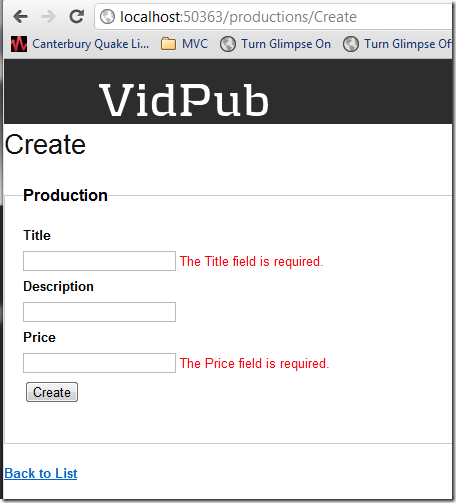 localhost:50363/productions/Create
Canterbury Quake Li... MVC Turn Glimpse On Turn Glimpse Of
VidPub
Create
Production
Title
The Title field is required.
Description
Price
The Price field is required.
Create
Back to List